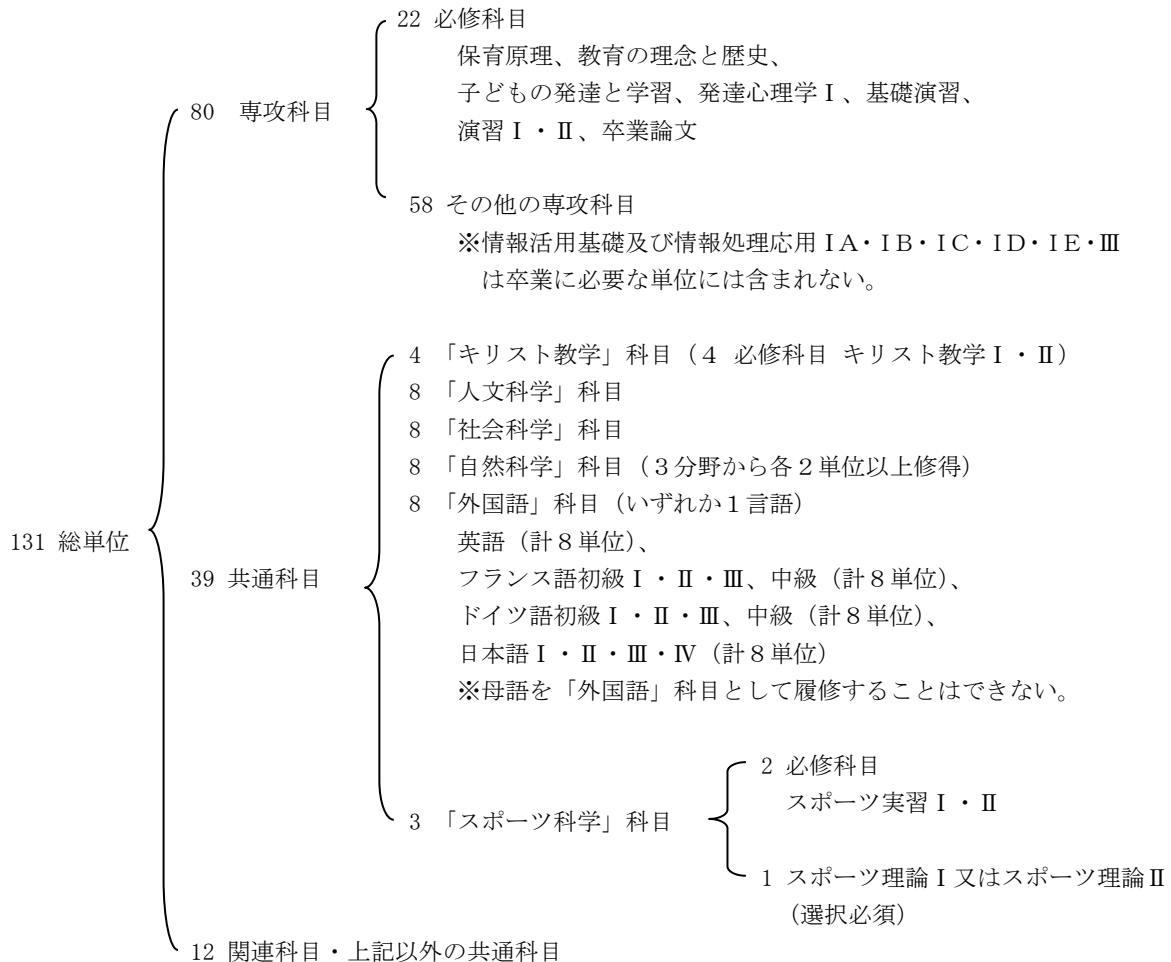 22 必修科目
保育原理、教育の理念と歴史、
子どもの発達と学習、発達心理学Ⅰ、基礎演習、
演習Ⅰ・Ⅱ、卒業論文
80 専攻科目
58 その他の専攻科目
※情報活用基礎及び情報処理応用ⅠA・ⅠB・ⅠC・ⅠD・ⅠE・Ⅲ
は卒業に必要な単位には含まれない。
4 「キリスト教学」科目（４ 必修科目 キリスト教学Ⅰ・Ⅱ）
8 「人文科学」科目
8 「社会科学」科目
8 「自然科学」科目（３分野から各２単位以上修得）
8 「外国語」科目（いずれか１言語）
英語（計８単位）、
フランス語初級Ⅰ・Ⅱ・Ⅲ、中級（計８単位）、
ドイツ語初級Ⅰ・Ⅱ・Ⅲ、中級（計８単位）、
日本語Ⅰ・Ⅱ・Ⅲ・Ⅳ（計８単位）
※母語を「外国語」科目として履修することはできない。
131 総単位
39 共通科目
2 必修科目
スポーツ実習Ⅰ・Ⅱ
3 「スポーツ科学」科目
1 スポーツ理論Ⅰ又はスポーツ理論Ⅱ
（選択必須）
12 関連科目・上記以外の共通科目